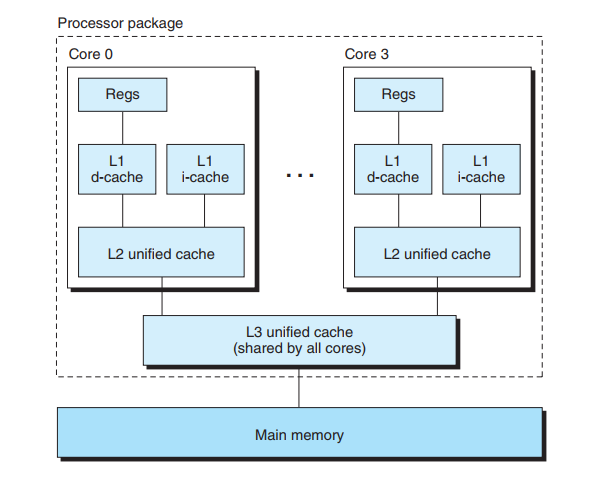 Processor package
Core 0
Core 3
Regs
Regs
L1
d-cache
L1
i-cache
...
L1
d-cache
L1
i-cache
L2 unified cache
L2 unified cache
L3 unified cache
(shared by all cores)
Main memory